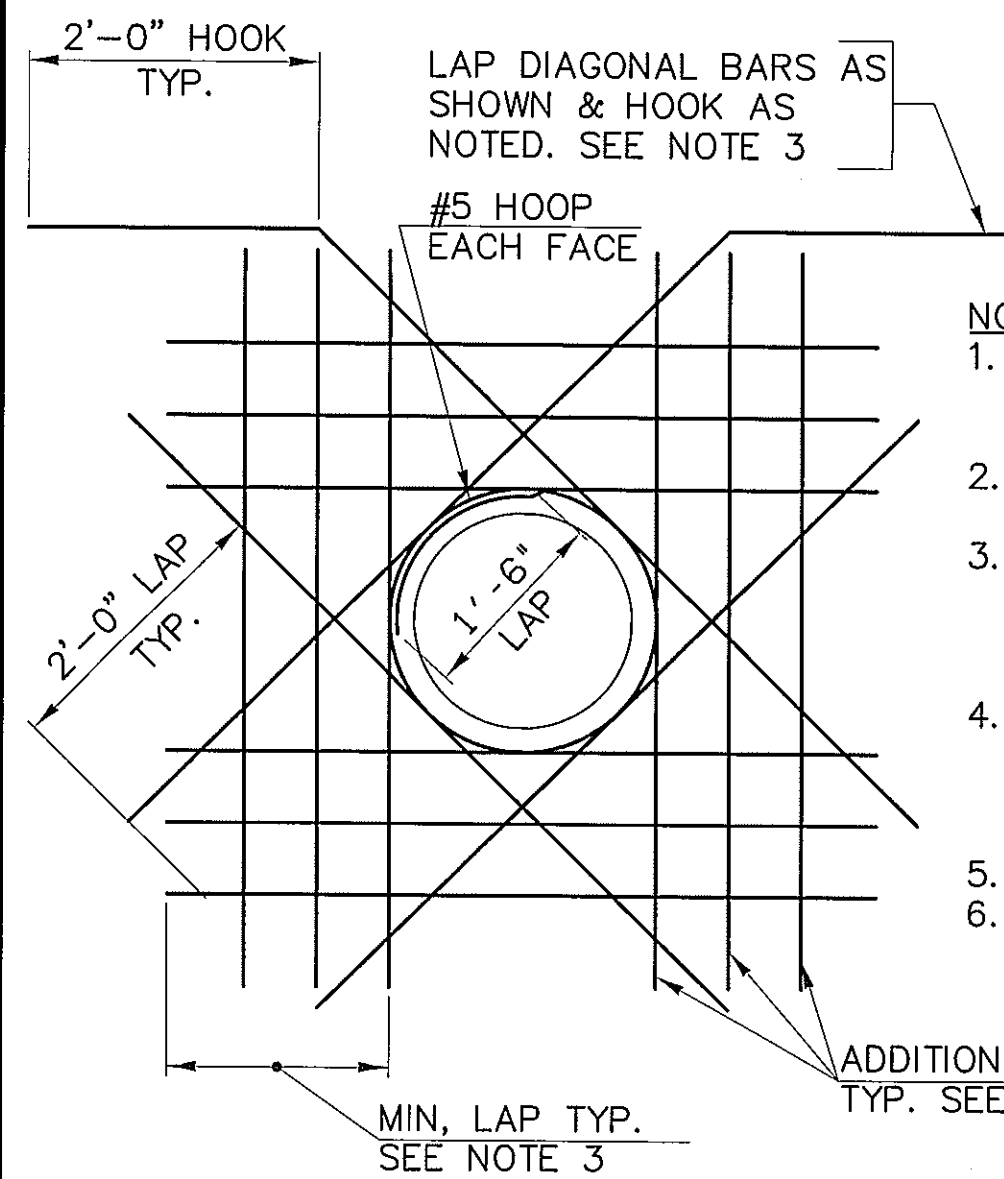 2'-0" HOOK
TYP.
LAP DIAGONAL BARS AS
SHOWN & HOOK AS
NOTED. SEE NOTE 3
#5 HOOP
EACH FACE
NO
1.
2.
3.
4.
5.
6.
2'-0" LAP
TYP.
1'-6"
LAP
ADDITION
TYP. SEE
MIN, LAP TYP.
SEE NOTE 3